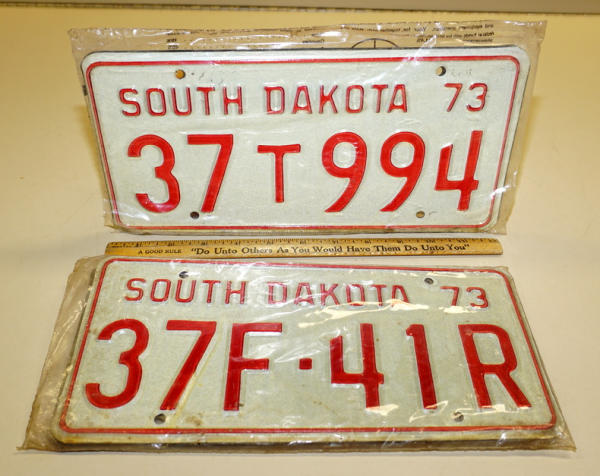 SOUTH DAKOTA 73
37 T 994
A GOOD RULE "Do Unto Others As You Would Have Them Do Unto You"
SOUTH DAKOTA 73
37F·41R